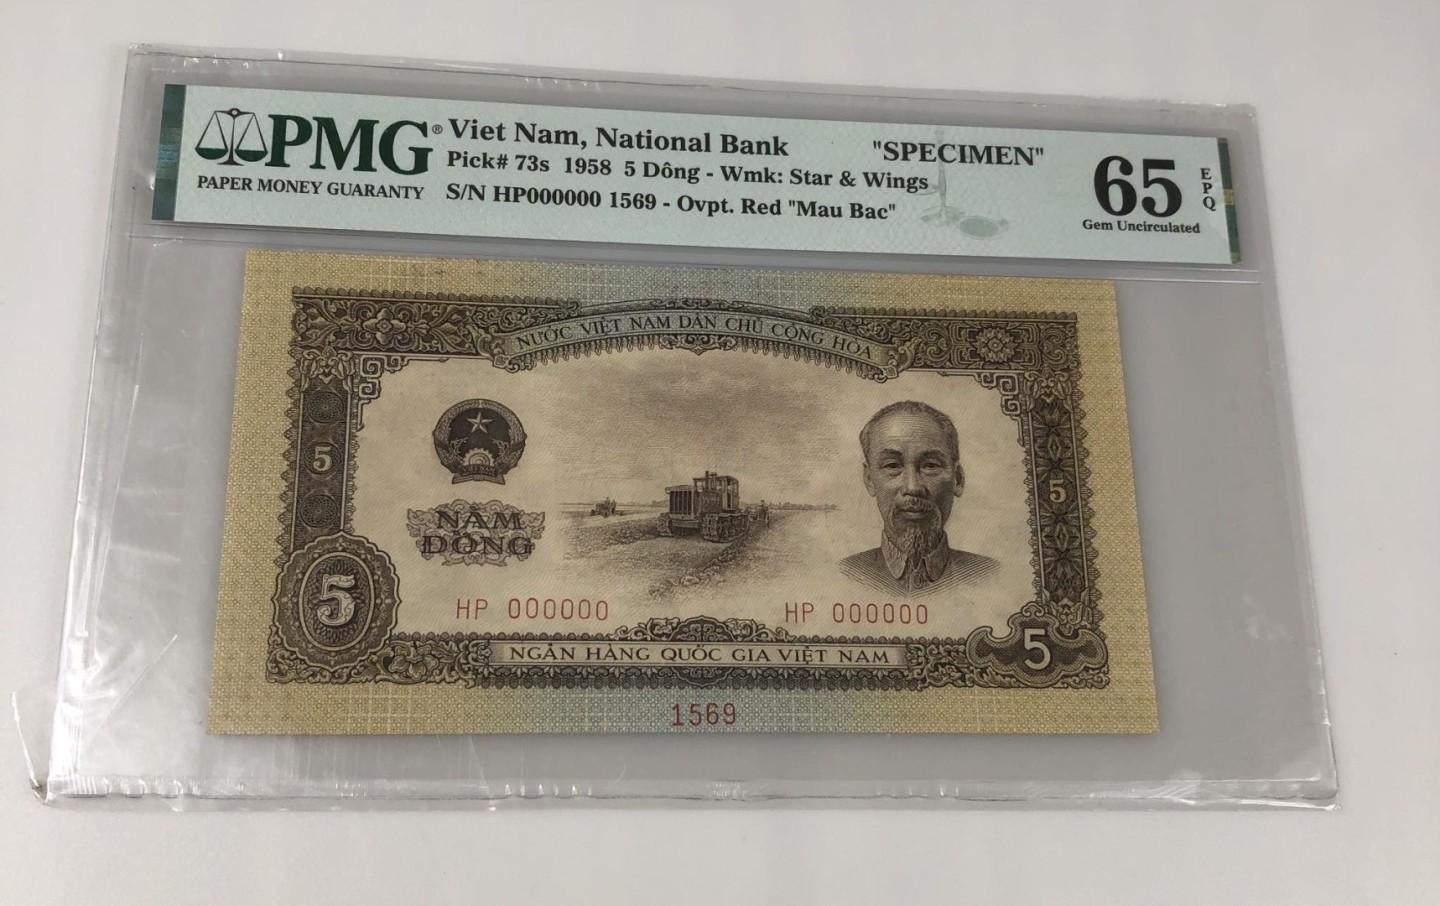 PMG® Viet Nam, National Bank "SPECIMEN"
Pick# 73s 1958 5 Dông - Wmk: Star & Wings
PAPER MONEY GUARANTY S/N HP000000 1569 - Ovpt. Red "Mau Bac"
65 EPQ
Gem Uncirculated
NƯỚC VIỆT NAM DÂN CHỦ CỘNG HÒA
5
5
NĂM
ĐỒNG
HP 000000 HP 000000
5
5
NGÂN HÀNG QUỐC GIA VIỆT NAM
1569